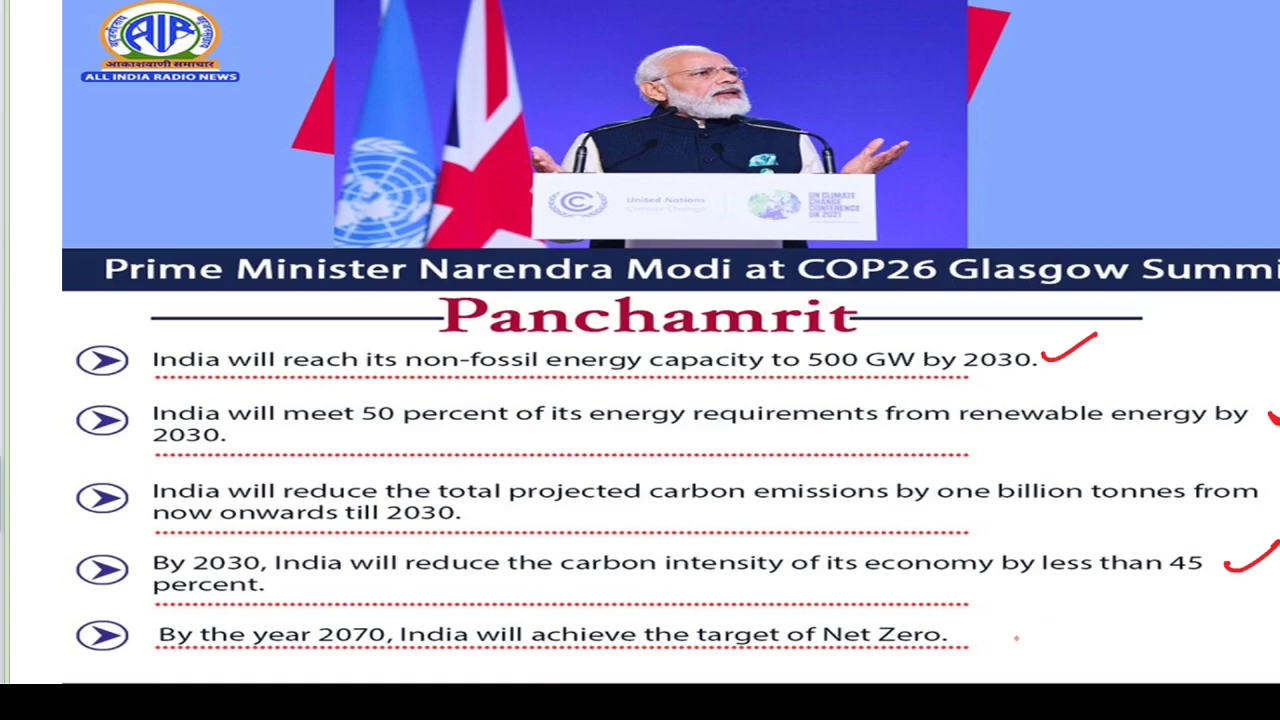 AIR
आकाशवाणी समाचार
ALL INDIA RADIO NEWS
United Nations
Climate Change
UN CLIMATE
CHANGE
CONFERENCE
UK 2021
Prime Minister Narendra Modi at COP26 Glasgow Summi
Panchamrit
India will reach its non-fossil energy capacity to 500 GW by 2030.
India will meet 50 percent of its energy requirements from renewable energy by
2030.
India will reduce the total projected carbon emissions by one billion tonnes from
now onwards till 2030.
By 2030, India will reduce the carbon intensity of its economy by less than 45
percent.
By the year 2070, India will achieve the target of Net Zero.